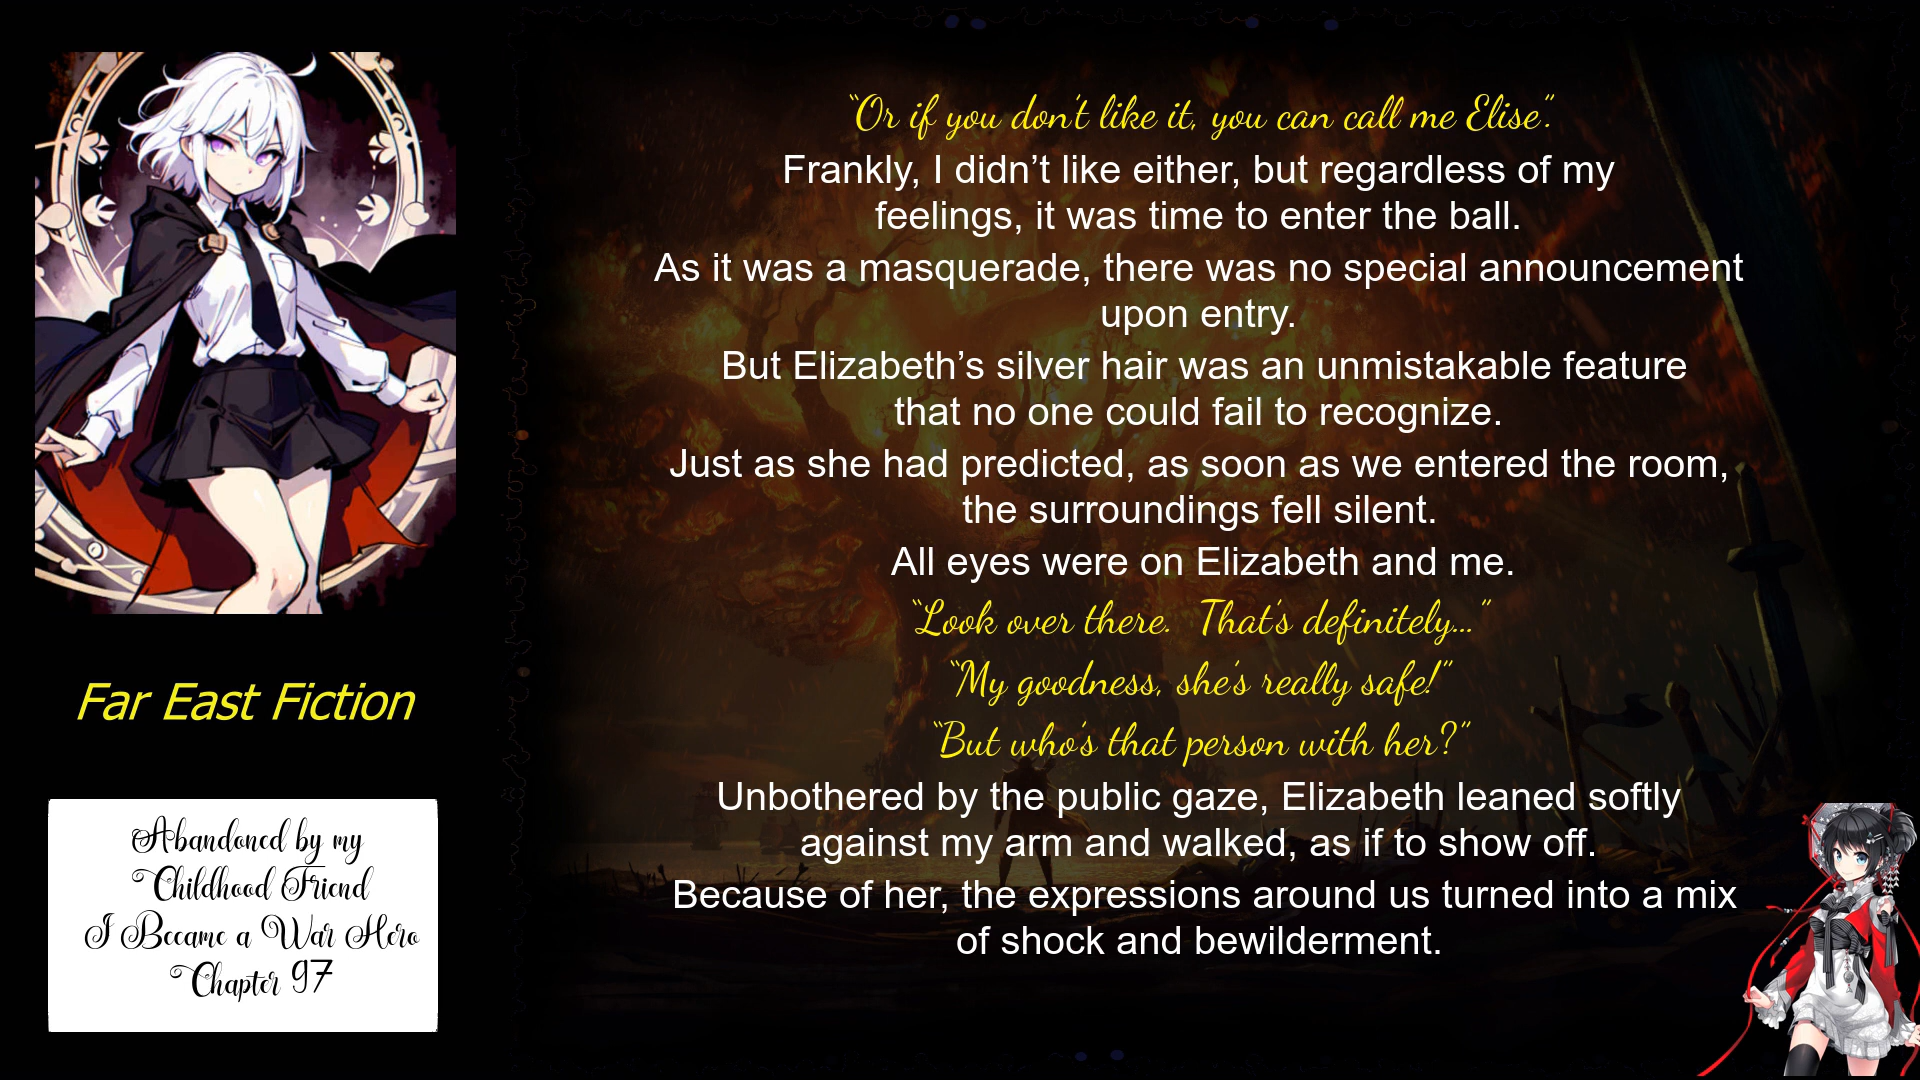 “Or if you don’t like it, you can call me Elise”.
Frankly, I didn’t like either, but regardless of my
feelings, it was time to enter the ball.
As it was a masquerade, there was no special announcement
upon entry.
But Elizabeth’s silver hair was an unmistakable feature
that no one could fail to recognize.
Just as she had predicted, as soon as we entered the room,
the surroundings fell silent.
All eyes were on Elizabeth and me.
“Look over there. That’s definitely…”
“My goodness, she’s really safe!”
“But who’s that person with her?”
Unbothered by the public gaze, Elizabeth leaned softly
against my arm and walked, as if to show off.
Because of her, the expressions around us turned into a mix
of shock and bewilderment.
Far East Fiction
Abandoned by my
Childhood Friend
I Became a War Hero
Chapter 97